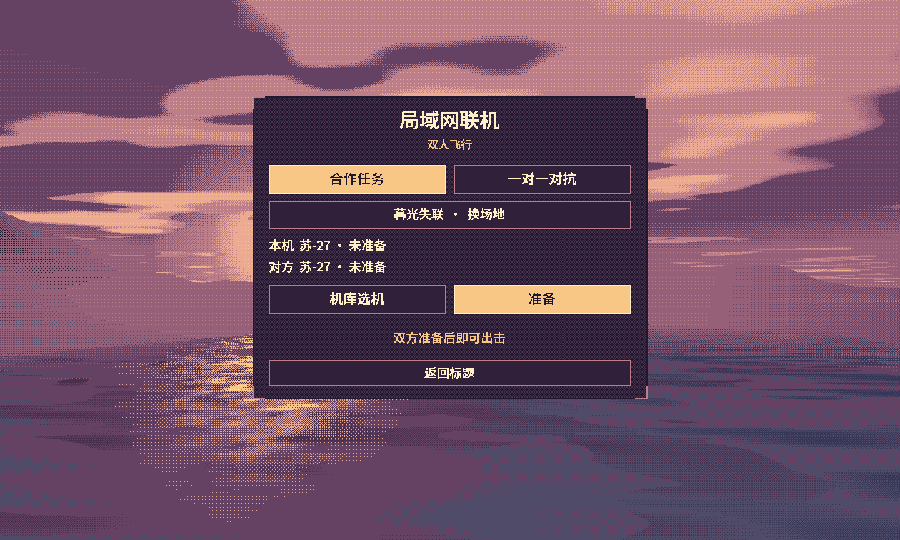 局域网联机
双人飞行
合作任务 一对一对抗
暮光失联 · 换场地
本机 苏-27 · 未准备
对方 苏-27 · 未准备
机库选机 准备
双方准备后即可出击
返回标题